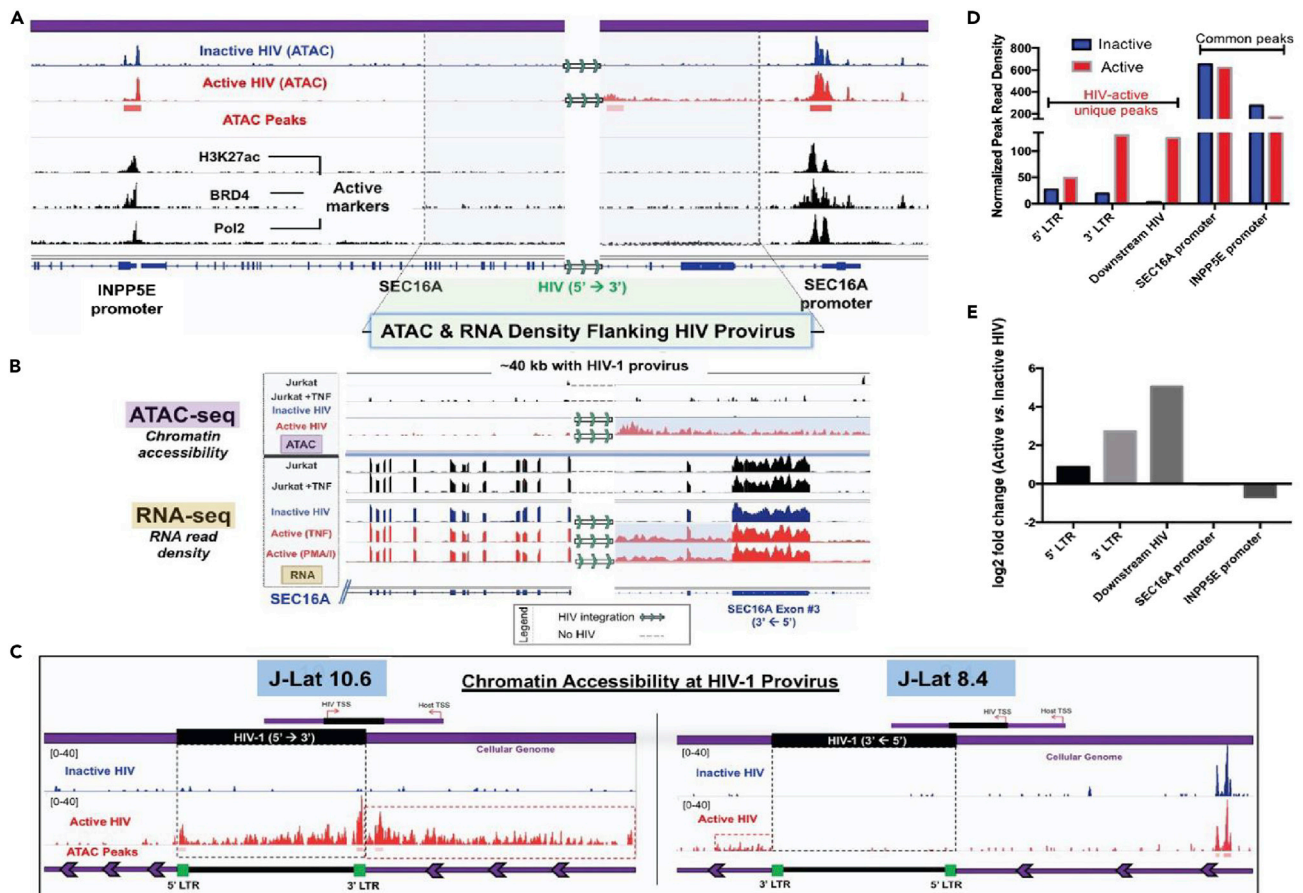 A
Inactive HIV (ATAC)
Active HIV (ATAC)
ATAC Peaks
H3K27ac
BRD4
Pol2
Active
markers
INPP5E
promoter
SEC16A
HIV (5' → 3')
SEC16A
promoter
ATAC & RNA Density Flanking HIV Provirus
B
~40 kb with HIV-1 provirus
ATAC-seq
Chromatin
accessibility
Jurkat
Jurkat +TNF
Inactive HIV
Active HIV
ATAC
RNA-seq
RNA read
density
Jurkat
Jurkat +TNF
Inactive HIV
Active (TNF)
Active (PMA/I)
RNA
SEC16A
Legend
HIV integration
No HIV
SEC16A Exon #3
(3' ← 5')
C
J-Lat 10.6
Chromatin Accessibility at HIV-1 Provirus
J-Lat 8.4
HIV TSS
Host TSS
HIV-1 (5' → 3')
Cellular Genome
[0-40]
Inactive HIV
[0-40]
Active HIV
ATAC Peaks
5' LTR
3' LTR
HIV TSS
Host TSS
HIV-1 (3' ← 5')
Cellular Genome
[0-40]
Inactive HIV
[0-40]
Active HIV
3' LTR
5' LTR
D
Normalized Peak Read Density
Inactive
Active
Common peaks
HIV-active
unique peaks
800
600
400
200
100
50
0
5' LTR
3' LTR
Downstream HIV
SEC16A promoter
INPP5E promoter
E
log2 fold change (Active vs. Inactive HIV)
6
4
2
0
-2
5' LTR
3' LTR
Downstream HIV
SEC16A promoter
INPP5E promoter